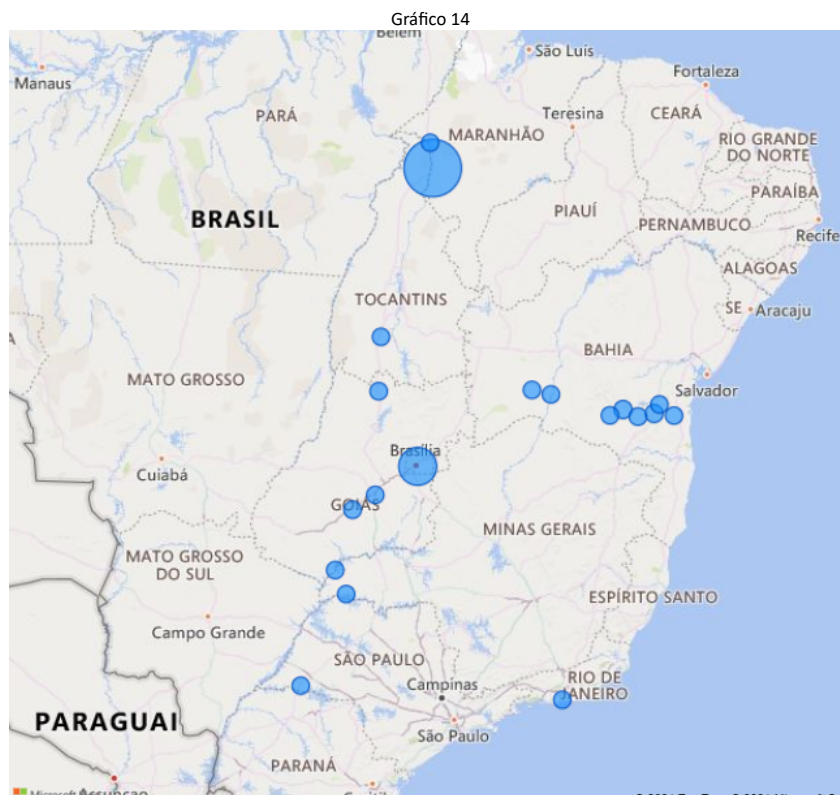 Gráfico 14
Belém
São Luís
Manaus
Fortaleza
PARÁ
Teresina
CEARÁ
MARANHÃO
RIO GRANDE
DO NORTE
PARAÍBA
BRASIL
PIAUÍ
PERNAMBUCO
Recife
ALAGOAS
TOCANTINS
SE
Aracaju
BAHIA
MATO GROSSO
Salvador
Brasília
Cuiabá
GOIÁS
MINAS GERAIS
MATO GROSSO
DO SUL
ESPÍRITO SANTO
Campo Grande
SÃO PAULO
RIO DE
JANEIRO
Campinas
PARAGUAI
São Paulo
PARANÁ
Microsoft